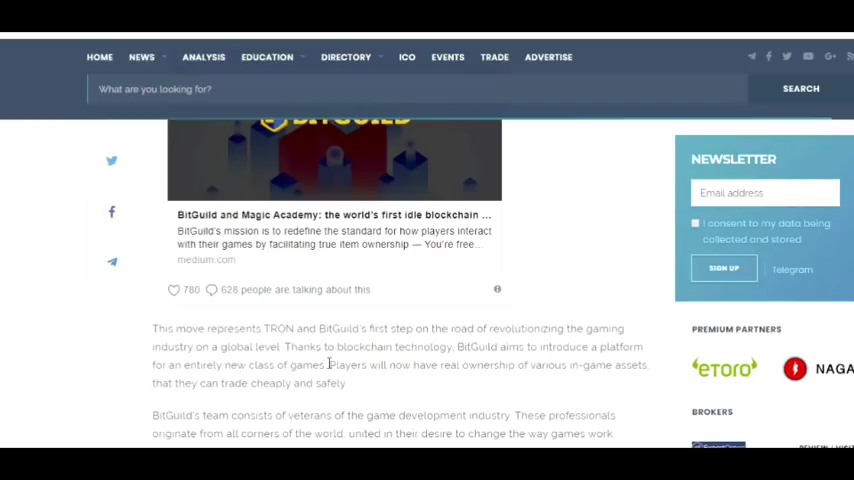 HOME NEWS ANALYSIS EDUCATION DIRECTORY ICO EVENTS TRADE ADVERTISE
What are you looking for? SEARCH
BITGUILD
BitGuild and Magic Academy: the world's first idle blockchain ...
BitGuild's mission is to redefine the standard for how players interact
with their games by facilitating true item ownership — You're free...
medium.com
780 628 people are talking about this
This move represents TRON and BitGuild's first step on the road of revolutionizing the gaming
industry on a global level. Thanks to blockchain technology, BitGuild aims to introduce a platform
for an entirely new class of games. Players will now have real ownership of various in-game assets,
that they can trade cheaply and safely.
BitGuild's team consists of veterans of the game development industry. These professionals
originate from all corners of the world, united in their desire to change the way games work.
NEWSLETTER
Email address
I consent to my data being
collected and stored
SIGN UP Telegram
PREMIUM PARTNERS
eToro NAGA
BROKERS